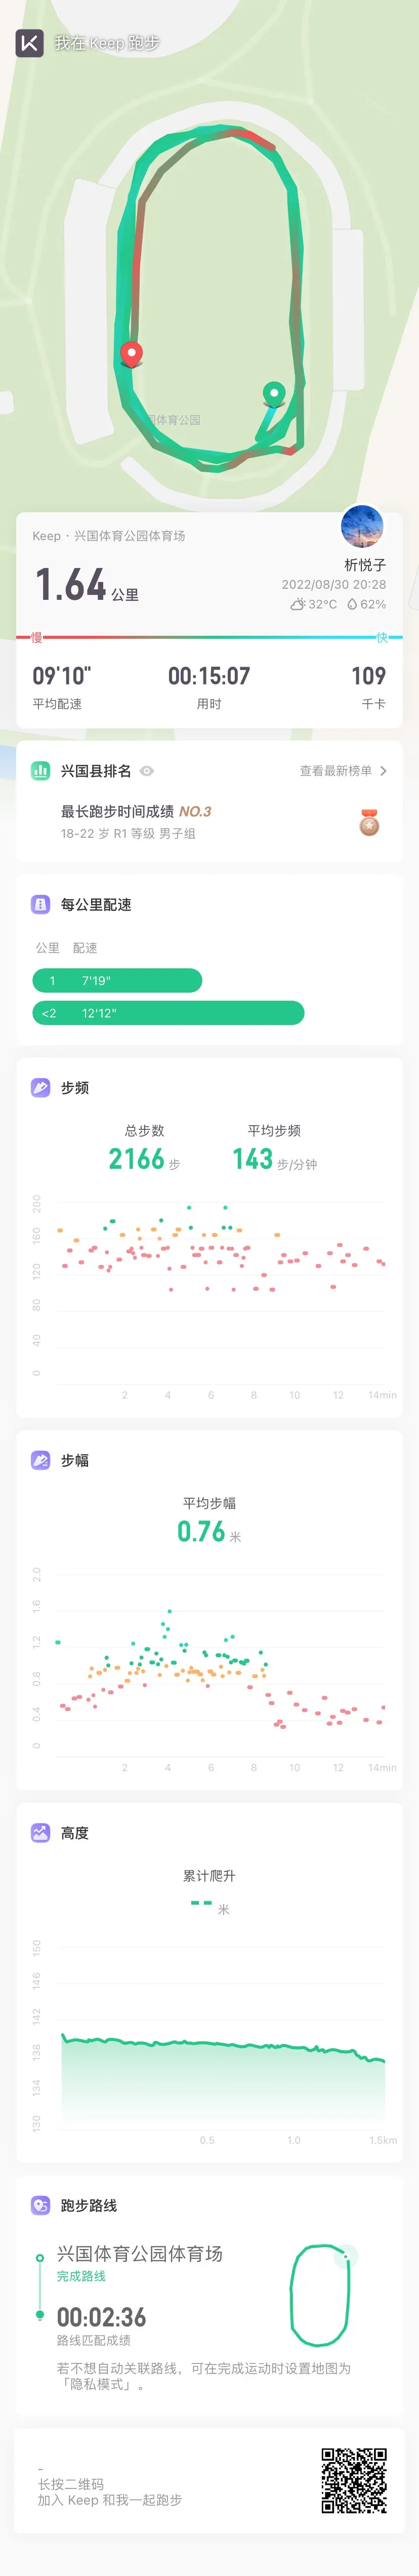 我在 Keep 跑步
国体育公园
Keep · 兴国体育公园体育场
析悦子
1.64 公里
2022/08/30 20:28
32°C 62%
慢 快
09'10" 00:15:07 109
平均配速 用时 千卡
兴国县排名 查看最新榜单
最长跑步时间成绩 NO.3
18-22 岁 R1 等级 男子组
每公里配速
公里 配速
1 7'19"
<2 12'12"
步频
总步数 平均步频
2166 步 143 步/分钟
200
160
120
80
40
0
2 4 6 8 10 12 14min
步幅
平均步幅
0.76 米
2.0
1.6
1.2
0.8
0.4
0
2 4 6 8 10 12 14min
高度
累计爬升
-- 米
150
146
142
138
134
130
0.5 1.0 1.5km
跑步路线
兴国体育公园体育场
完成路线
00:02:36
路线匹配成绩
若不想自动关联路线，可在完成运动时设置地图为
「隐私模式」。
-
长按二维码
加入 Keep 和我一起跑步